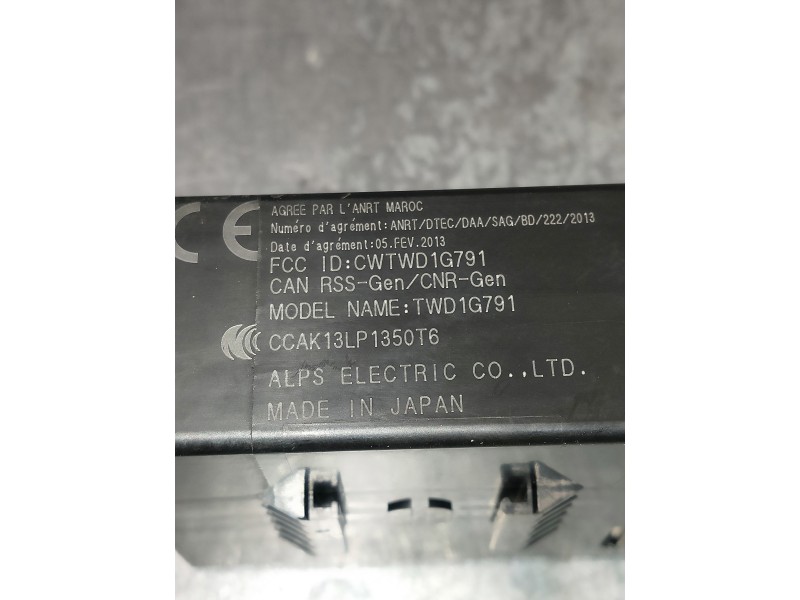 AGREE PAR L'ANRT MAROC
Numéro d'agrément:ANRT/DTEC/DAA/SAG/BD/222/2013
Date d'agrément:05.FEV.2013
CE
FCC ID:CWTWD1G791
CAN RSS-Gen/CNR-Gen
MODEL NAME:TWD1G791
CCAK13LP1350T6
ALPS ELECTRIC CO.,LTD.
MADE IN JAPAN